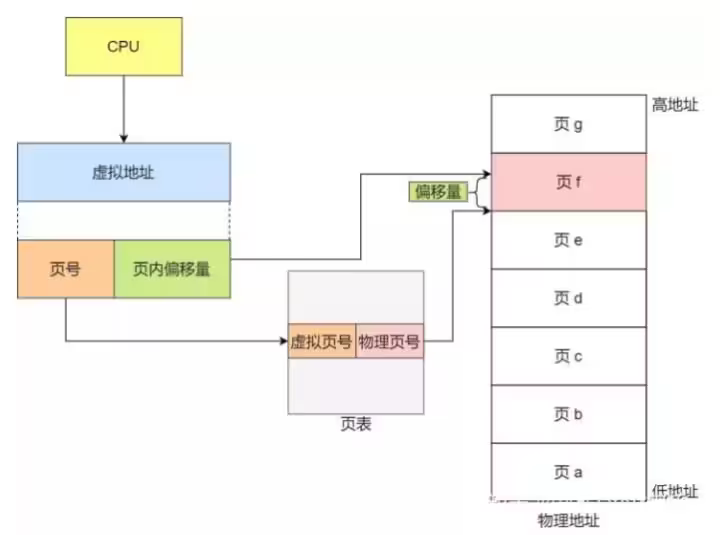 CPU
高地址
页 g
虚拟地址
页 f
偏移量
页 e
页号
页内偏移量
页 d
虚拟页号
物理页号
页 c
页表
页 b
页 a
低地址
物理地址